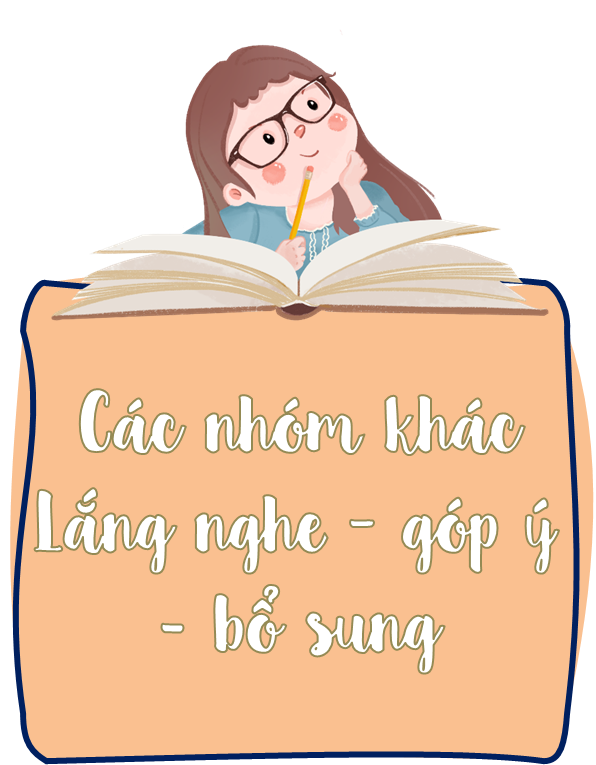 Các nhóm khác
Lắng nghe - góp ý
- bổ sung